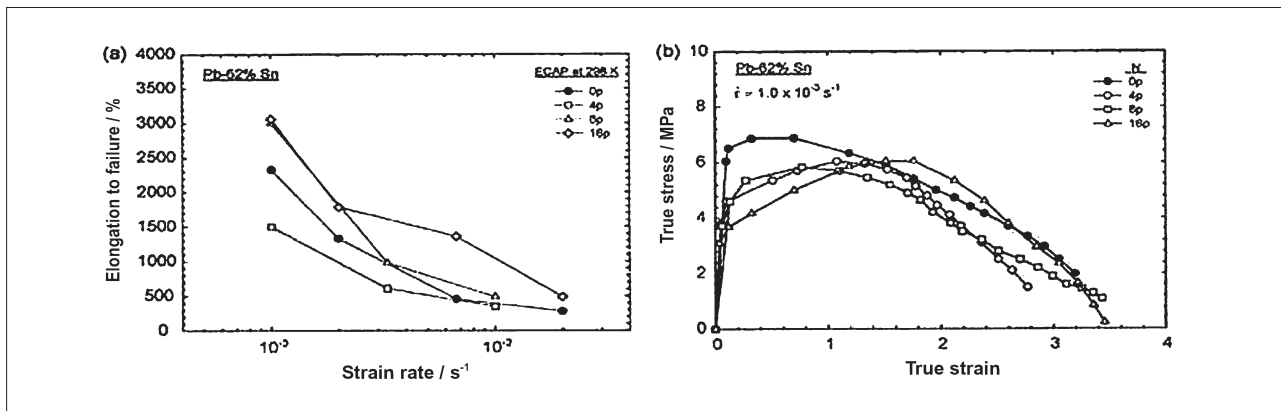 (a)
4000
3500
3000
2500
2000
1500
1000
500
0
Elongation to failure / %
Pb-62% Sn
ECAP at 298 K
0p
4p
8p
16p
10⁻³
10⁻²
Strain rate / s⁻¹
(b)
10
8
6
4
2
0
True stress / MPa
Pb-62% Sn
= 1.0 x 10⁻³ s⁻¹
0p
4p
8p
16p
0
1
2
3
4
True strain